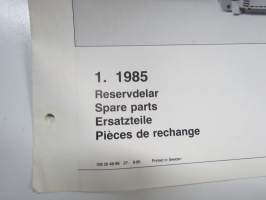 1. 1985
Reservdelar
Spare parts
Ersatzteile
Pièces de rechange
Printed in Sweden